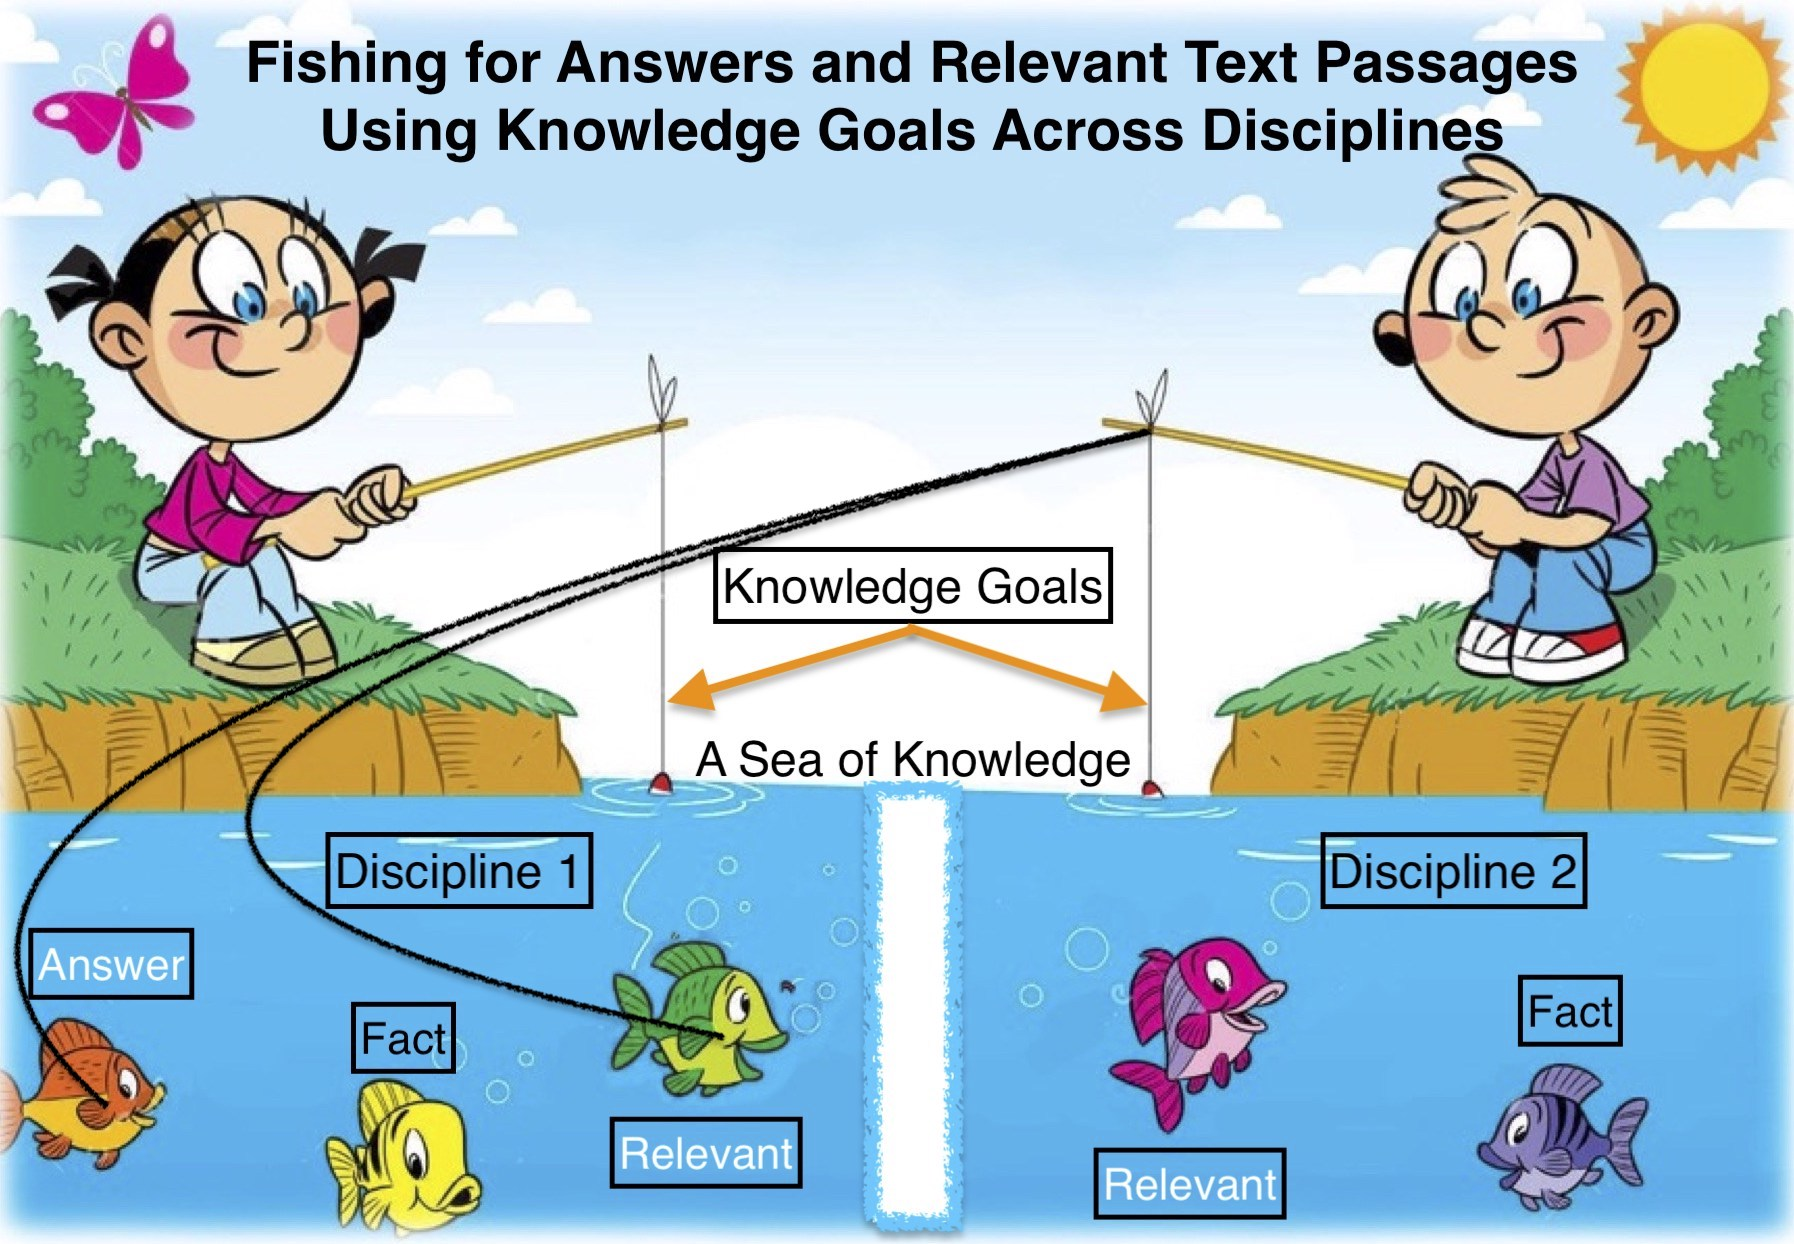 Fishing for Answers and Relevant Text Passages
Using Knowledge Goals Across Disciplines
Knowledge Goals
A Sea of Knowledge
Discipline 1
Discipline 2
Answer
Fact
Fact
Relevant
Relevant